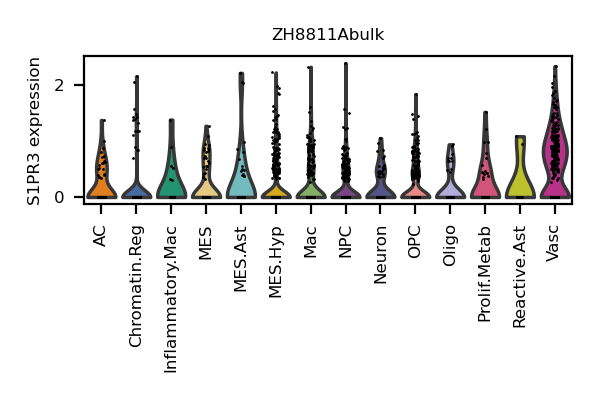 ZH8811Abulk
S1PR3 expression
2
0
AC
Chromatin.Reg
Inflammatory.Mac
MES
MES.Ast
MES.Hyp
Mac
NPC
Neuron
OPC
Oligo
Prolif.Metab
Reactive.Ast
Vasc